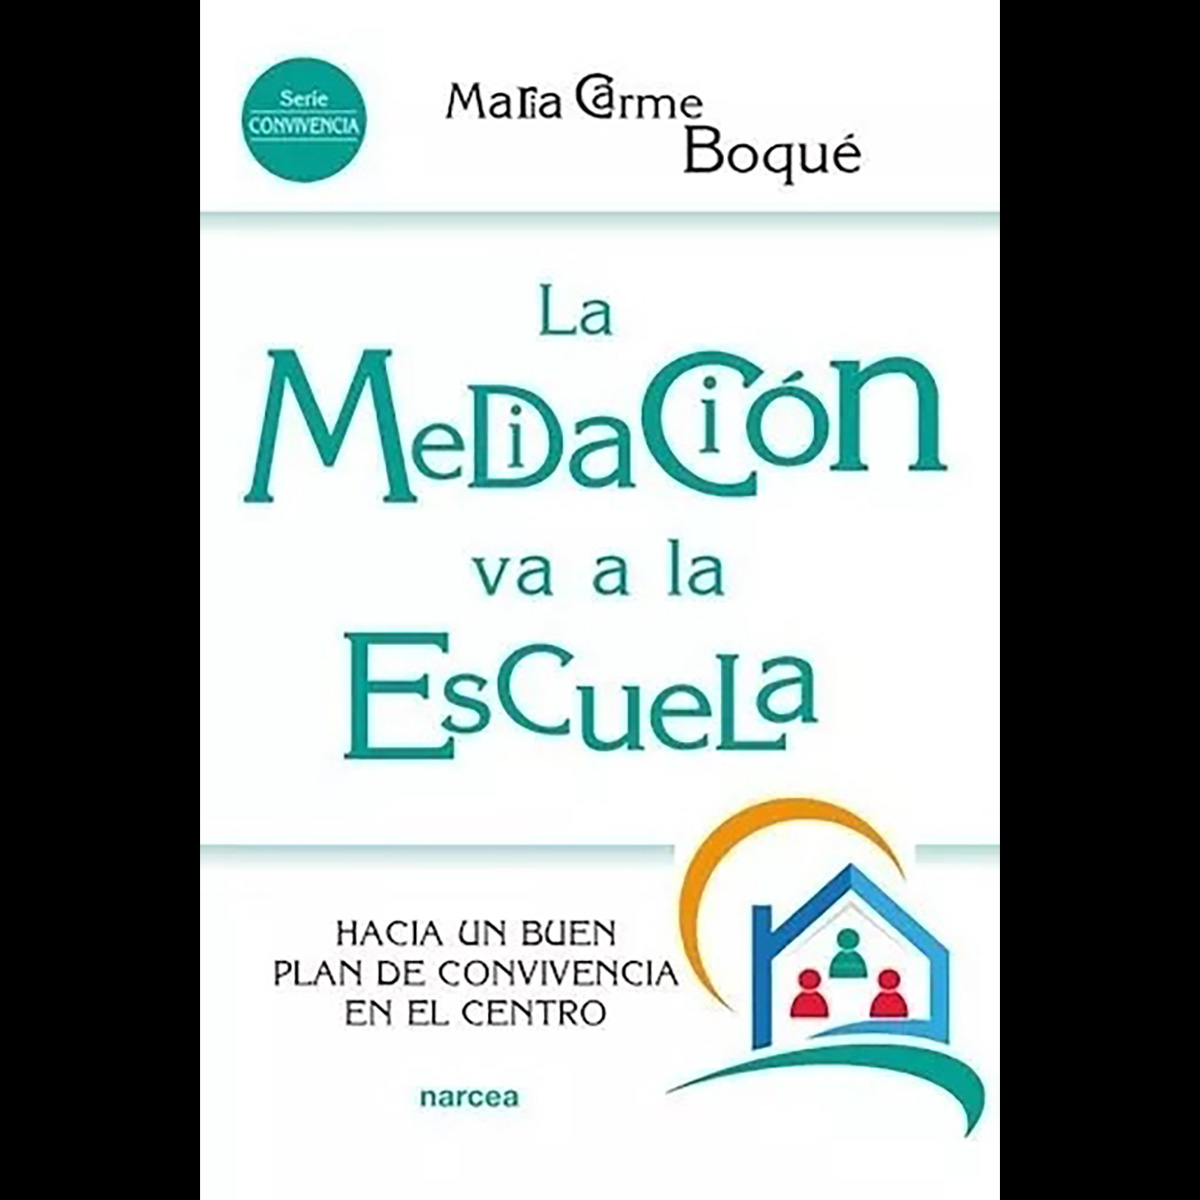 Serie
CONVIVENCIA
Maria Carme
Boqué
La
MeDiaCión
va a la
EsCueLa
HACIA UN BUEN
PLAN DE CONVIVENCIA
EN EL CENTRO
narcea